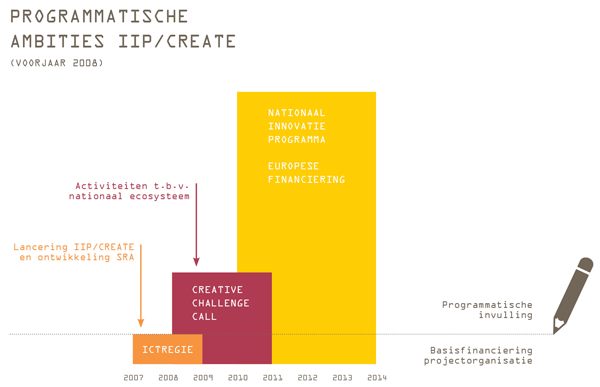 PROGRAMMATISCHE
AMBITIES IIP/CREATE
(VOORJAAR 2008)
NATIONAAL
INNOVATIE
PROGRAMMA
EUROPESE
FINANCIERING
Activiteiten t.b.v.
nationaal ecosysteem
Lancering IIP/CREATE
en ontwikkeling SRA
CREATIVE
CHALLENGE
CALL
Programmatische
invulling
ICTREGIE
Basisfinanciering
projectorganisatie
2007 2008 2009 2010 2011 2012 2013 2014